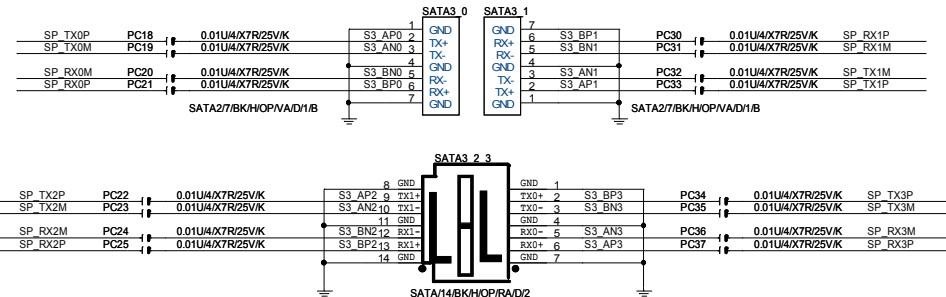 SATA3_0 SATA3_1
1 GND GND 7
SP_TX0P PC18 0.01U/4/X7R/25V/K S3_AP0 2 TX+ RX+ 6 S3_BP1 PC30 0.01U/4/X7R/25V/K SP_RX1P
SP_TX0M PC19 0.01U/4/X7R/25V/K S3_AN0 3 TX- RX- 5 S3_BN1 PC31 0.01U/4/X7R/25V/K SP_RX1M
4 GND GND 4
SP_RX0M PC20 0.01U/4/X7R/25V/K S3_BN0 5 RX- TX- 3 S3_AN1 PC32 0.01U/4/X7R/25V/K SP_TX1M
SP_RX0P PC21 0.01U/4/X7R/25V/K S3_BP0 6 RX+ TX+ 2 S3_AP1 PC33 0.01U/4/X7R/25V/K SP_TX1P
7 GND GND 1
SATA2/7/BK/H/OP/VA/D/1/B SATA2/7/BK/H/OP/VA/D/1/B
SATA3_2_3
8 GND GND 1
SP_TX2P PC22 0.01U/4/X7R/25V/K S3_AP2 9 TX1+ TX0+ 2 S3_BP3 PC34 0.01U/4/X7R/25V/K SP_TX3P
SP_TX2M PC23 0.01U/4/X7R/25V/K S3_AN2 10 TX1- TX0- 3 S3_BN3 PC35 0.01U/4/X7R/25V/K SP_TX3M
11 GND GND 4
SP_RX2M PC24 0.01U/4/X7R/25V/K S3_BN2 12 RX1- RX0- 5 S3_AN3 PC36 0.01U/4/X7R/25V/K SP_RX3M
SP_RX2P PC25 0.01U/4/X7R/25V/K S3_BP2 13 RX1+ RX0+ 6 S3_AP3 PC37 0.01U/4/X7R/25V/K SP_RX3P
14 GND GND 7
SATA/14/BK/H/OP/RA/D/2